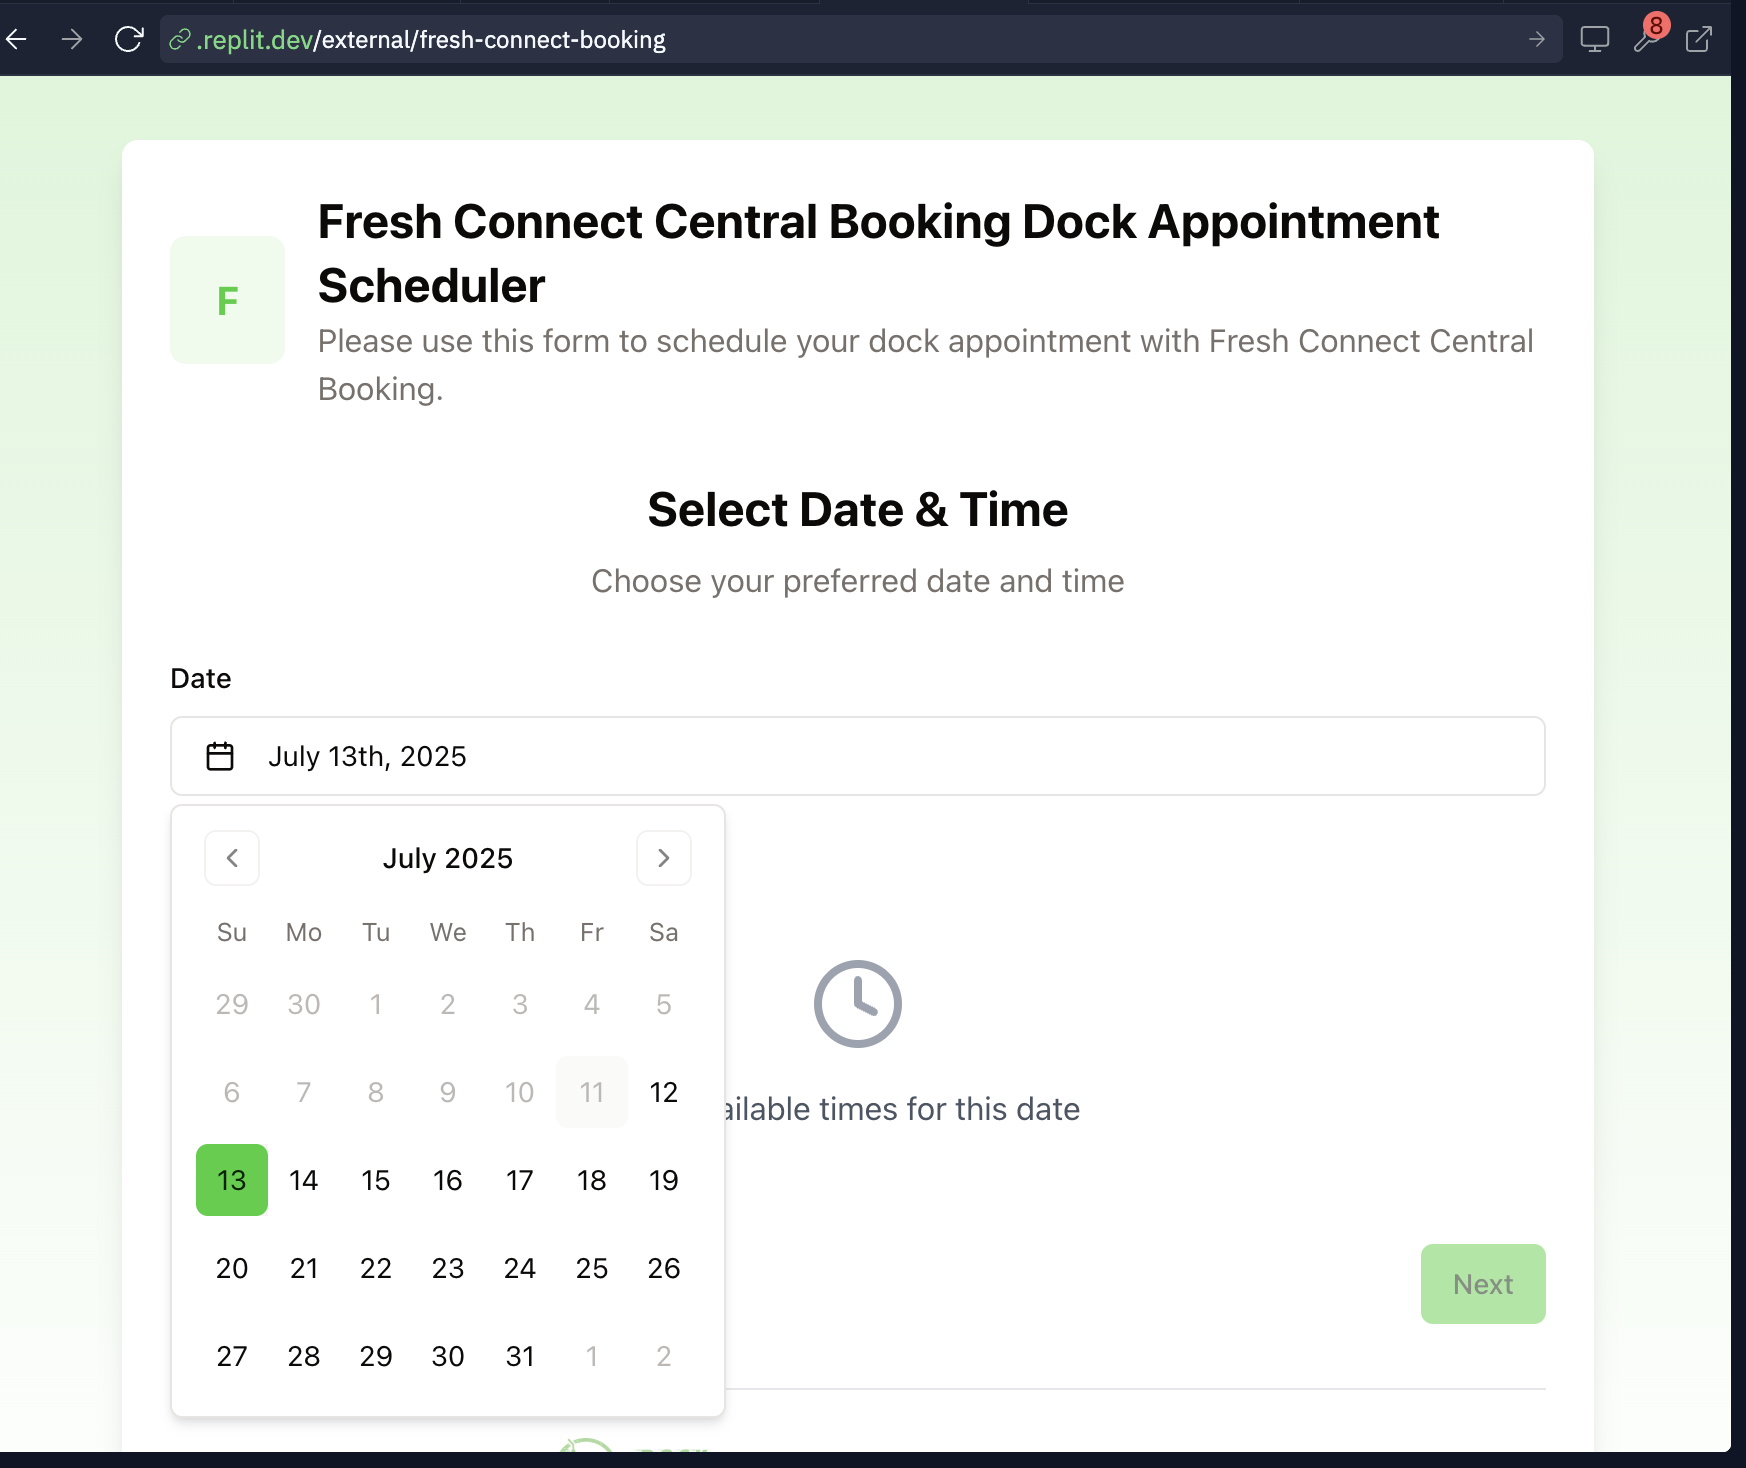 .replit.dev/external/fresh-connect-booking
8
F
Fresh Connect Central Booking Dock Appointment
Scheduler
Please use this form to schedule your dock appointment with Fresh Connect Central
Booking.
Select Date & Time
Choose your preferred date and time
Date
July 13th, 2025
July 2025
Su Mo Tu We Th Fr Sa
29 30 1 2 3 4 5
6 7 8 9 10 11 12
13 14 15 16 17 18 19
20 21 22 23 24 25 26
27 28 29 30 31 1 2
times for this date
Next